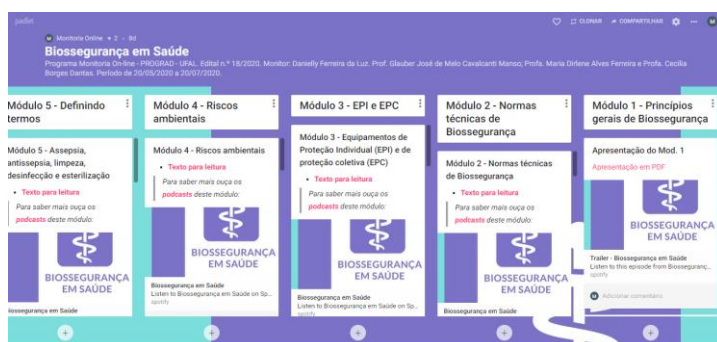 padlet
CLONAR
COMPARTILHAR
Monitoria Online + 2 • 8d
Biossegurança em Saúde
Programa Monitoria On-line - PROGRAD - UFAL. Edital n.º 18/2020. Monitor: Danielly Ferreira da Luz. Prof. Glauber José de Melo Cavalcanti Manso; Profa. Maria Dirlene Alves Ferreira e Profa. Cecília
Borges Dantas. Período de 20/05/2020 a 20/07/2020.
Módulo 5 - Definindo
termos
Módulo 5 - Assepsia,
antissepsia, limpeza,
desinfecção e esterilização
• Texto para leitura
Para saber mais ouça os
podcasts deste módulo:
BIOSSEGURANÇA
EM SAÚDE
Biossegurança em Saúde
Módulo 4 - Riscos
ambientais
Módulo 4 - Riscos ambientais
• Texto para leitura
Para saber mais ouça os
podcasts deste módulo:
BIOSSEGURANÇA
EM SAÚDE
Biossegurança em Saúde
Listen to Biossegurança em Saúde on Sp...
spotify
Módulo 3 - EPI e EPC
Módulo 3 - Equipamentos de
Proteção Individual (EPI) e de
proteção coletiva (EPC)
• Texto para leitura
Para saber mais ouça os
podcasts deste módulo:
BIOSSEGURANÇA
EM SAÚDE
Biossegurança em Saúde
Listen to Biossegurança em Saúde on Sp...
spotify
Módulo 2 - Normas
técnicas de
Biossegurança
Módulo 2 - Normas técnicas
de Biossegurança
• Texto para leitura
Para saber mais ouça os
podcasts deste módulo:
BIOSSEGURANÇA
EM SAÚDE
Biossegurança em Saúde
Módulo 1 - Princípios
gerais de Biossegurança
Apresentação do Mod. 1
Apresentação em PDF
BIOSSEGURANÇA
EM SAÚDE
Trailer - Biossegurança em Saúde
Listen to this episode from Biosseguranç...
spotify
M Adicionar comentário